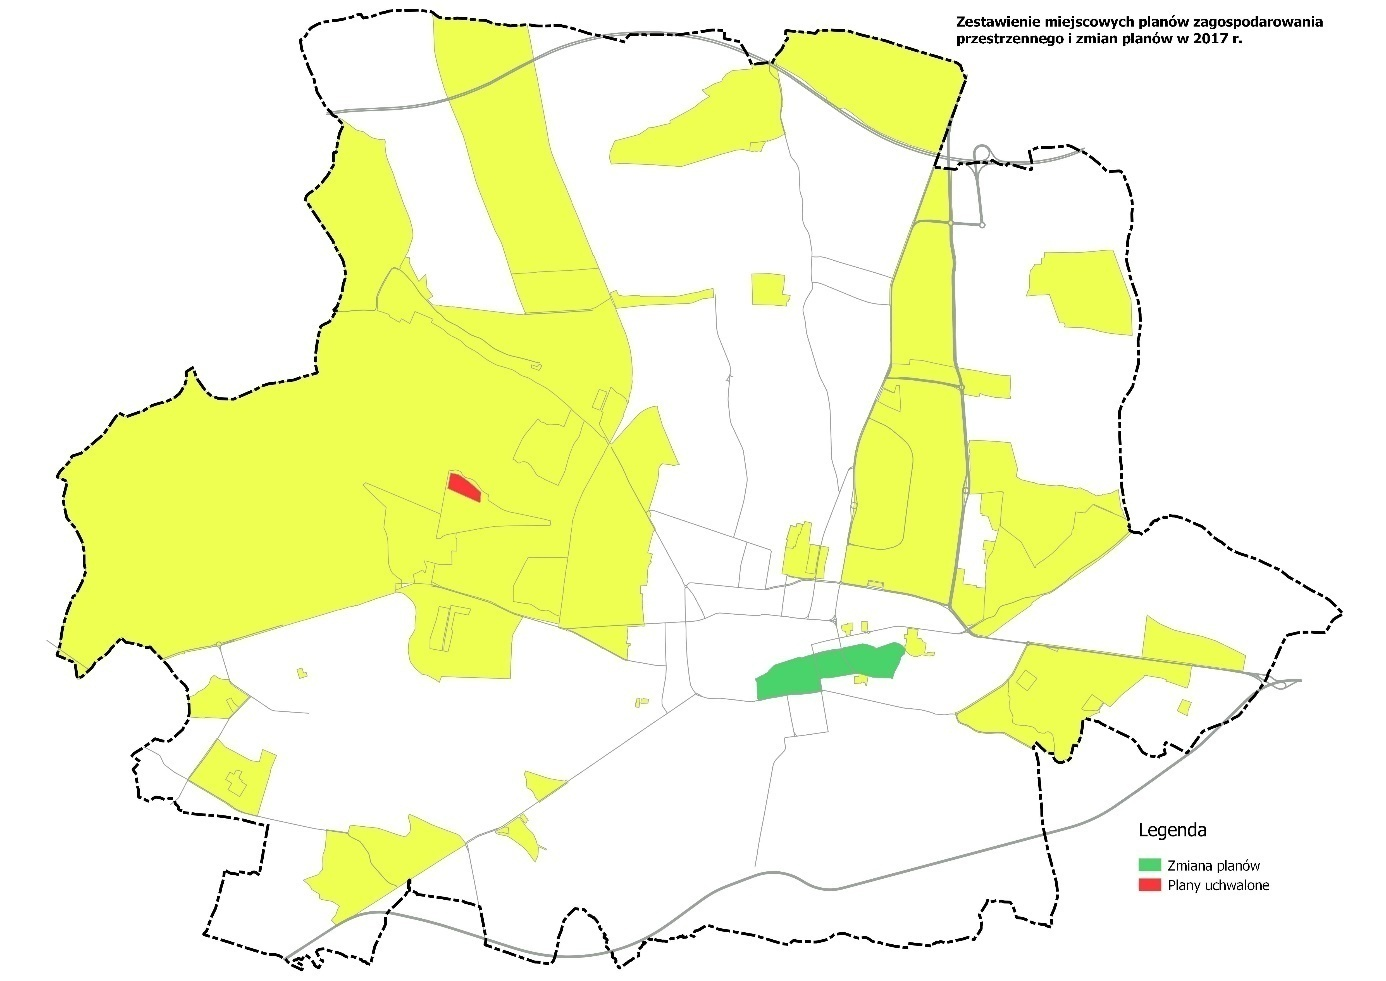 Zestawienie miejscowych planów zagospodarowania
przestrzennego i zmian planów w 2017 r.
Legenda
Zmiana planów
Plany uchwalone